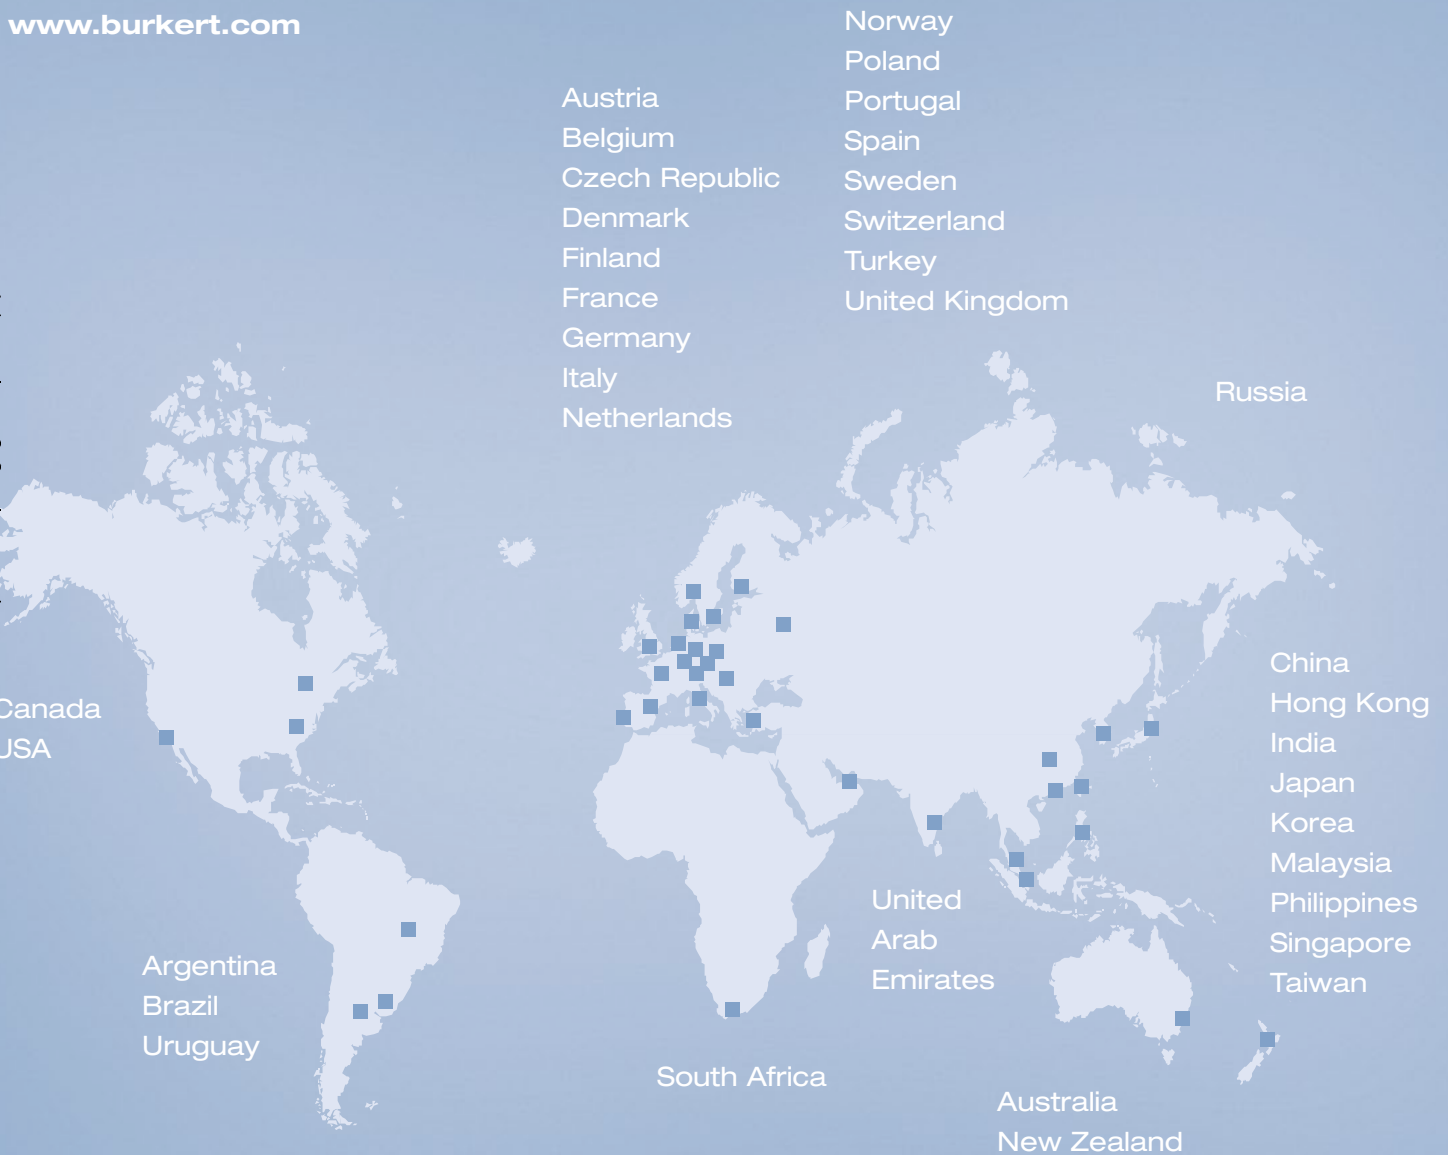 www.burkert.com
Austria
Belgium
Czech Republic
Denmark
Finland
France
Germany
Italy
Netherlands
Norway
Poland
Portugal
Spain
Sweden
Switzerland
Turkey
United Kingdom
Russia
Canada
USA
China
Hong Kong
India
Japan
Korea
Malaysia
Philippines
Singapore
Taiwan
Argentina
Brazil
Uruguay
United
Arab
Emirates
South Africa
Australia
New Zealand